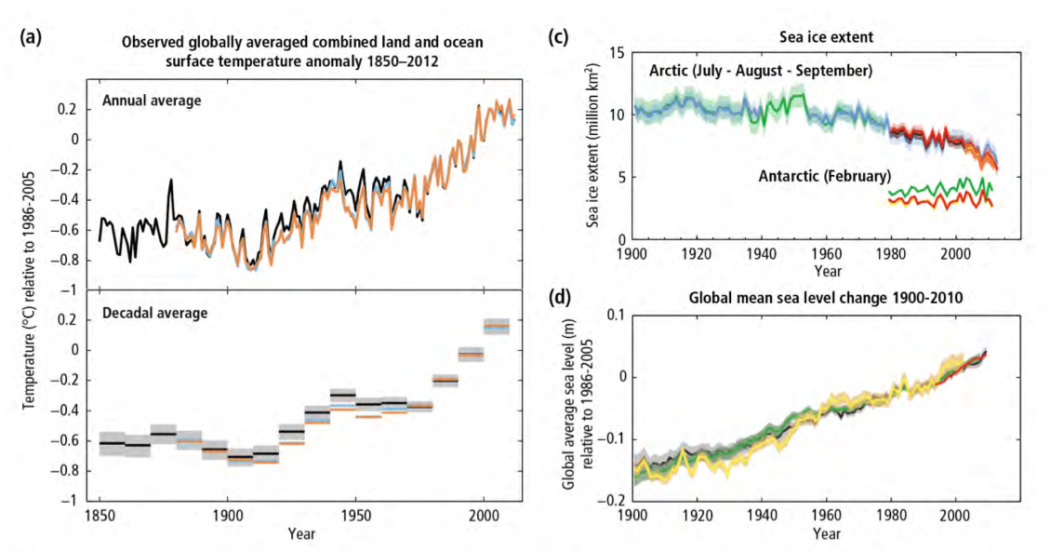 (a)
Observed globally averaged combined land and ocean
surface temperature anomaly 1850–2012
Annual average
0.2
0
−0.2
−0.4
−0.6
−0.8
−1
Temperature (°C) relative to 1986-2005
Decadal average
0.2
0
−0.2
−0.4
−0.6
−0.8
−1
1850 1900 1950 2000
Year
(c)
Sea ice extent
Arctic (July - August - September)
Antarctic (February)
Sea ice extent (million km²)
15
10
5
0
1900 1920 1940 1960 1980 2000
Year
(d)
Global mean sea level change 1900-2010
Global average sea level (m)
relative to 1986-2005
0.1
0
−0.1
−0.2
1900 1920 1940 1960 1980 2000
Year